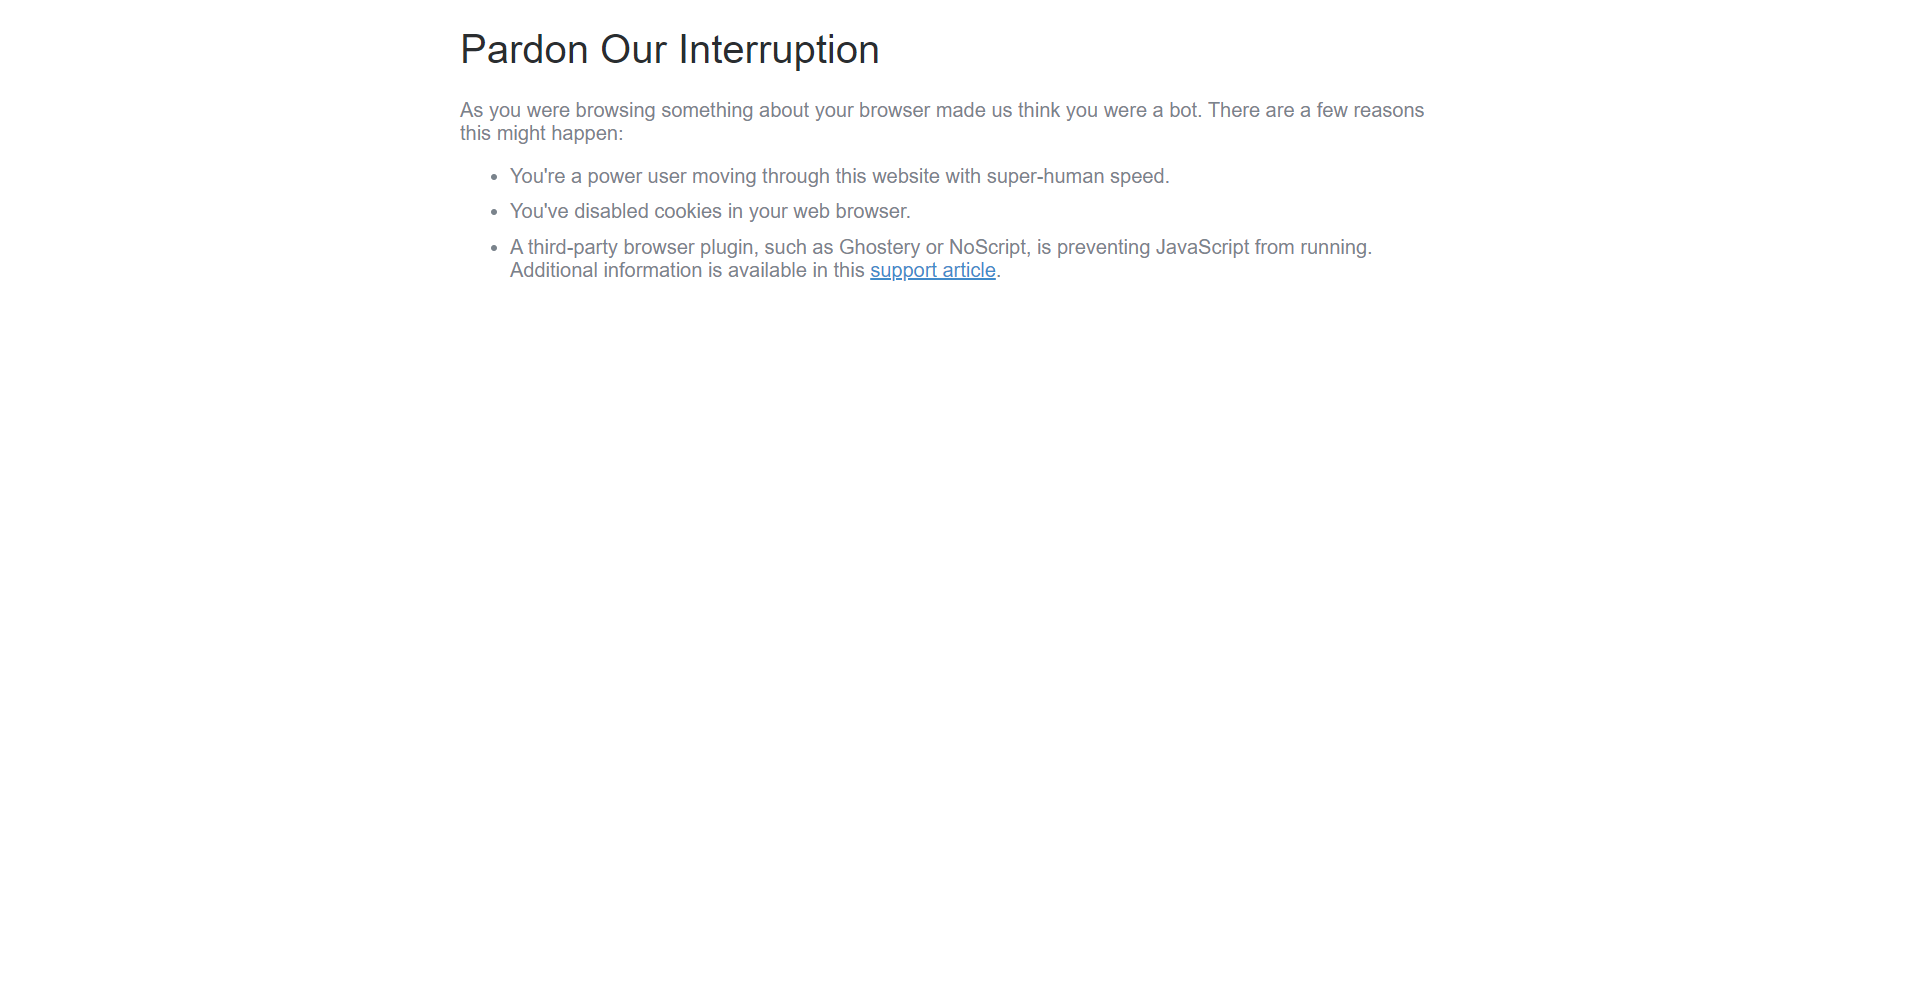 Pardon Our Interruption
As you were browsing something about your browser made us think you were a bot. There are a few reasons
this might happen:
You're a power user moving through this website with super-human speed.
You've disabled cookies in your web browser.
A third-party browser plugin, such as Ghostery or NoScript, is preventing JavaScript from running.
Additional information is available in this support article.